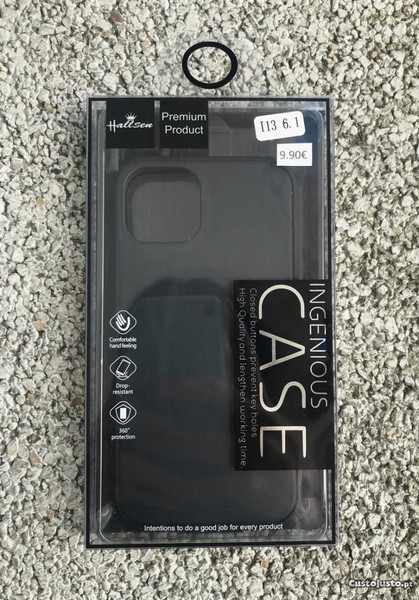 Hallsen
Premium
Product
I13 6.1
9.90€
INGENIOUS
CASE
Closed buttons prevent key holes
High Quality and lengthen working time.
Comfortable
hand feeling
Drop-
resistant
360°
protection
Intentions to do a good job for every product
CustoJusto.pt